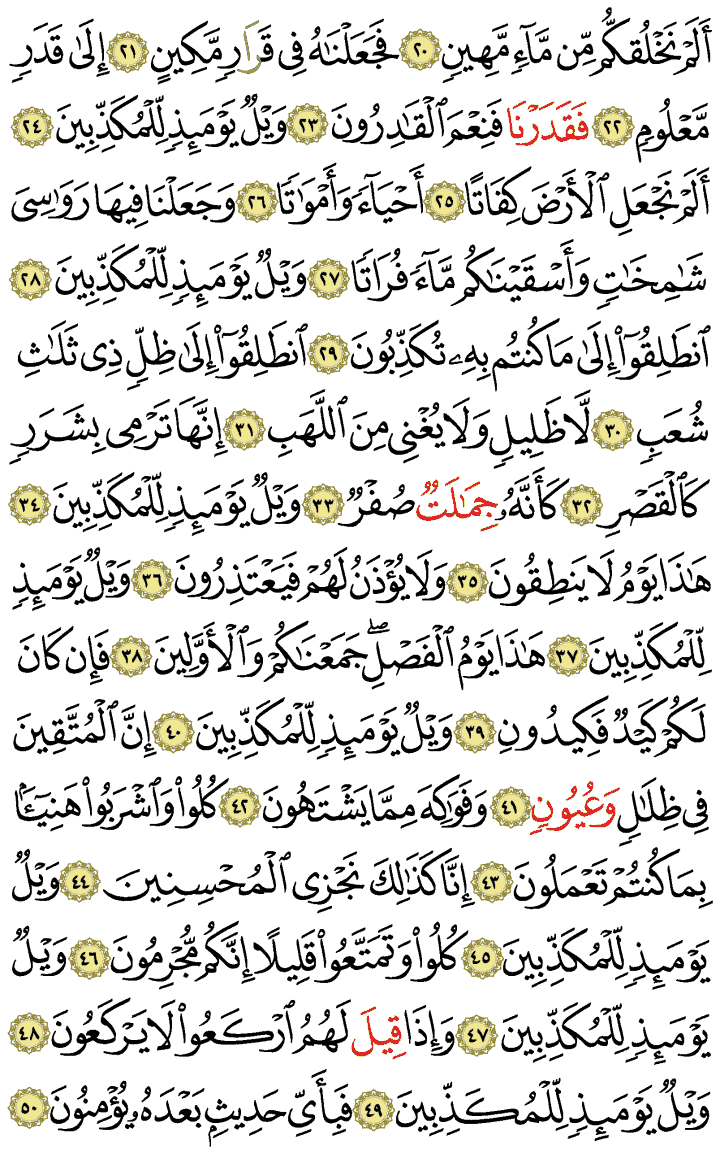 أَلَمْ نَخْلُقكُّم مِّن مَّآءٍ مَّهِينٍ ٢٠ فَجَعَلْنَاهُ فِى قَرَارٍ مَّكِينٍ ٢١ إِلَىٰ قَدَرٍ
مَّعْلُومٍ ٢٢ فَقَدَرْنَا فَنِعْمَ ٱلْقَٰدِرُونَ ٢٣ وَيْلٌ يَوْمَئِذٍ لِّلْمُكَذِّبِينَ ٢٤
أَلَمْ نَجْعَلِ ٱلْأَرْضَ كِفَاتًا ٢٥ أَحْيَآءً وَأَمْوَٰتًا ٢٦ وَجَعَلْنَا فِيهَا رَوَٰسِىَ
شَٰمِخَٰتٍ وَأَسْقَيْنَاكُم مَّآءً فُرَاتًا ٢٧ وَيْلٌ يَوْمَئِذٍ لِّلْمُكَذِّبِينَ ٢٨
ٱنطَلِقُوٓا۟ إِلَىٰ مَا كُنتُم بِهِۦ تُكَذِّبُونَ ٢٩ ٱنطَلِقُوٓا۟ إِلَىٰ ظِلٍّ ذِى ثَلَٰثِ
شُعَبٍ ٣٠ لَّا ظَلِيلٍ وَلَا يُغْنِى مِنَ ٱللَّهَبِ ٣١ إِنَّهَا تَرْمِى بِشَرَرٍ
كَٱلْقَصْرِ ٣٢ كَأَنَّهُۥ جِمَٰلَتٌ صُفْرٌ ٣٣ وَيْلٌ يَوْمَئِذٍ لِّلْمُكَذِّبِينَ ٣٤
هَٰذَا يَوْمُ لَا يَنطِقُونَ ٣٥ وَلَا يُؤْذَنُ لَهُمْ فَيَعْتَذِرُونَ ٣٦ وَيْلٌ يَوْمَئِذٍ
لِّلْمُكَذِّبِينَ ٣٧ هَٰذَا يَوْمُ ٱلْفَصْلِ ۖ جَمَعْنَاكُمْ وَٱلْأَوَّلِينَ ٣٨ فَإِن كَانَ
لَكُمْ كَيْدٌ فَكِيدُونِ ٣٩ وَيْلٌ يَوْمَئِذٍ لِّلْمُكَذِّبِينَ ٤٠ إِنَّ ٱلْمُتَّقِينَ
فِى ظِلَٰلٍ وَعُيُونٍ ٤١ وَفَوَٰكِهَ مِمَّا يَشْتَهُونَ ٤٢ كُلُوا۟ وَٱشْرَبُوا۟ هَنِيٓـًٔا
بِمَا كُنتُمْ تَعْمَلُونَ ٤٣ إِنَّا كَذَٰلِكَ نَجْزِى ٱلْمُحْسِنِينَ ٤٤ وَيْلٌ
يَوْمَئِذٍ لِّلْمُكَذِّبِينَ ٤٥ كُلُوا۟ وَتَمَتَّعُوا۟ قَلِيلًا إِنَّكُم مُّجْرِمُونَ ٤٦ وَيْلٌ
يَوْمَئِذٍ لِّلْمُكَذِّبِينَ ٤٧ وَإِذَا قِيلَ لَهُمُ ٱرْكَعُوا۟ لَا يَرْكَعُونَ ٤٨
وَيْلٌ يَوْمَئِذٍ لِّلْمُكَذِّبِينَ ٤٩ فَبِأَىِّ حَدِيثٍ بَعْدَهُۥ يُؤْمِنُونَ ٥٠